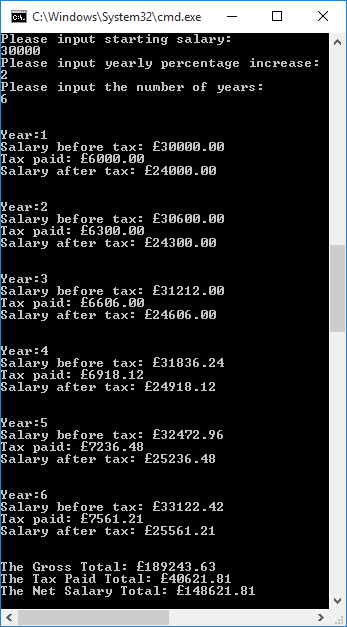 C:\Windows\System32\cmd.exe
Please input starting salary:
30000
Please input yearly percentage increase:
2
Please input the number of years:
6
Year:1
Salary before tax: £30000.00
Tax paid: £6000.00
Salary after tax: £24000.00
Year:2
Salary before tax: £30600.00
Tax paid: £6300.00
Salary after tax: £24300.00
Year:3
Salary before tax: £31212.00
Tax paid: £6606.00
Salary after tax: £24606.00
Year:4
Salary before tax: £31836.24
Tax paid: £6918.12
Salary after tax: £24918.12
Year:5
Salary before tax: £32472.96
Tax paid: £7236.48
Salary after tax: £25236.48
Year:6
Salary before tax: £33122.42
Tax paid: £7561.21
Salary after tax: £25561.21
The Gross Total: £189243.63
The Tax Paid Total: £40621.81
The Net Salary Total: £148621.81